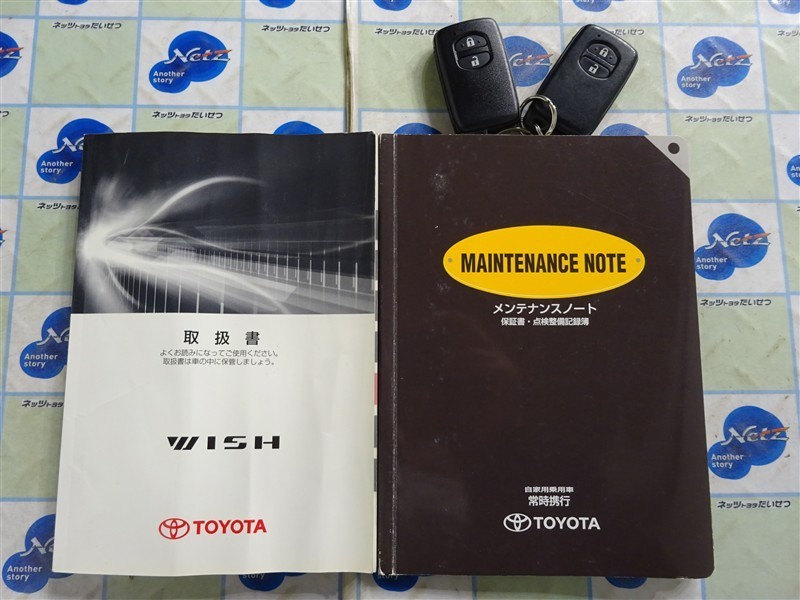 取扱書
よくお読みになってご使用ください。
取扱書は車の中に保管しましょう。
WISH
TOYOTA
MAINTENANCE NOTE
メンテナンスノート
保証書・点検整備記録簿
自家用乗用車
常時携行
TOYOTA
Netz
Another
story
ネッツトヨタだいせつ